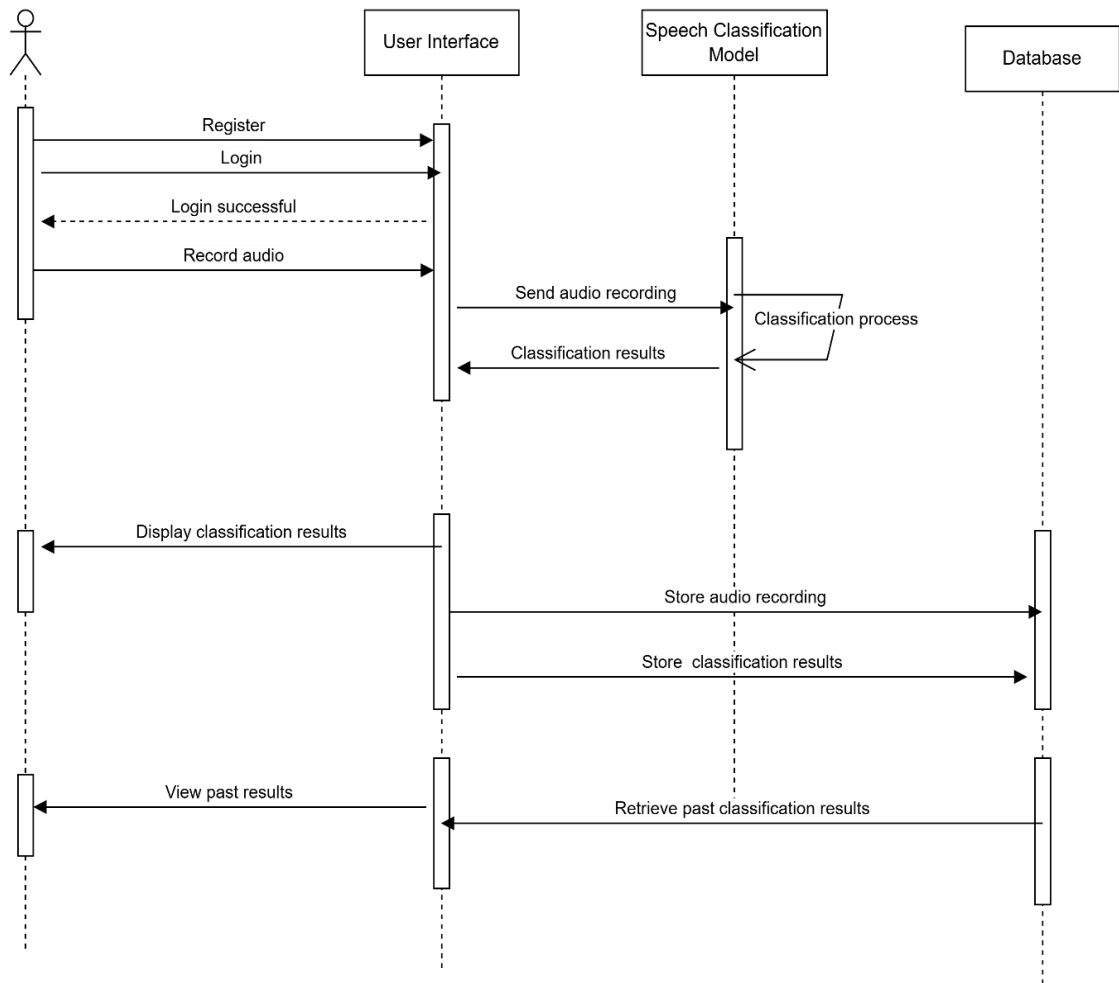 User Interface
Speech Classification
Model
Database
Register
Login
Login successful
Record audio
Send audio recording
Classification process
Classification results
Display classification results
Store audio recording
Store  classification results
View past results
Retrieve past classification results